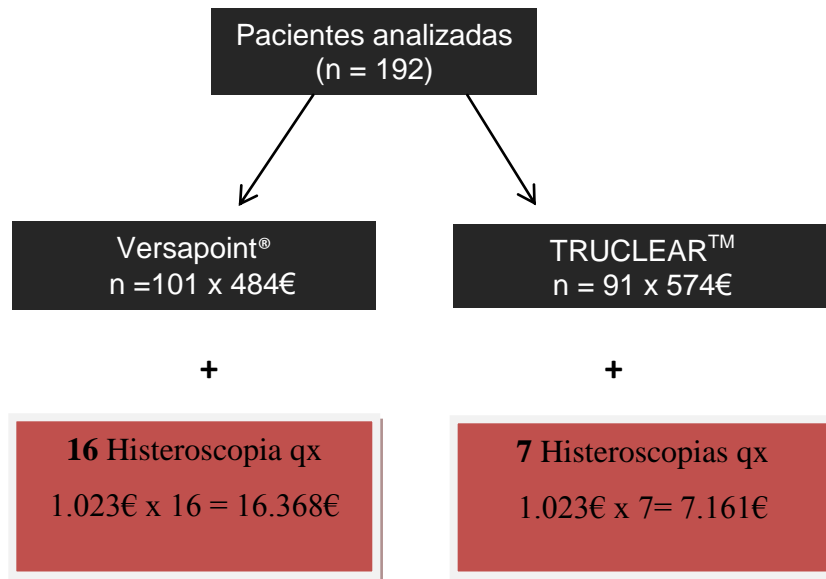 Pacientes analizadas
(n = 192)
Versapoint®
n =101 x 484€
TRUCLEAR™
n = 91 x 574€
+
+
16 Histeroscopia qx
1.023€ x 16 = 16.368€
7 Histeroscopias qx
1.023€ x 7= 7.161€